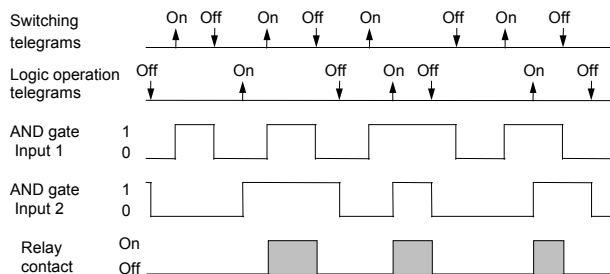 Switching On Off On Off On Off On Off
telegrams
Logic operation Off On Off On Off On Off
telegrams
AND gate 1
Input 1 0
AND gate 1
Input 2 0
Relay On
contact Off